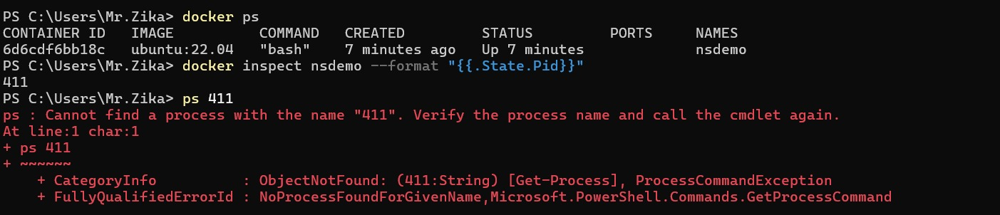 PS C:\Users\Mr.Zika> docker ps
CONTAINER ID   IMAGE          COMMAND   CREATED         STATUS         PORTS     NAMES
6d6cdf6bb18c   ubuntu:22.04   "bash"    7 minutes ago   Up 7 minutes             nsdemo
PS C:\Users\Mr.Zika> docker inspect nsdemo --format "{{.State.Pid}}"
411
PS C:\Users\Mr.Zika> ps 411
ps : Cannot find a process with the name "411". Verify the process name and call the cmdlet again.
At line:1 char:1
+ ps 411
+ ~~~~~~
    + CategoryInfo          : ObjectNotFound: (411:String) [Get-Process], ProcessCommandException
    + FullyQualifiedErrorId : NoProcessFoundForGivenName,Microsoft.PowerShell.Commands.GetProcessCommand